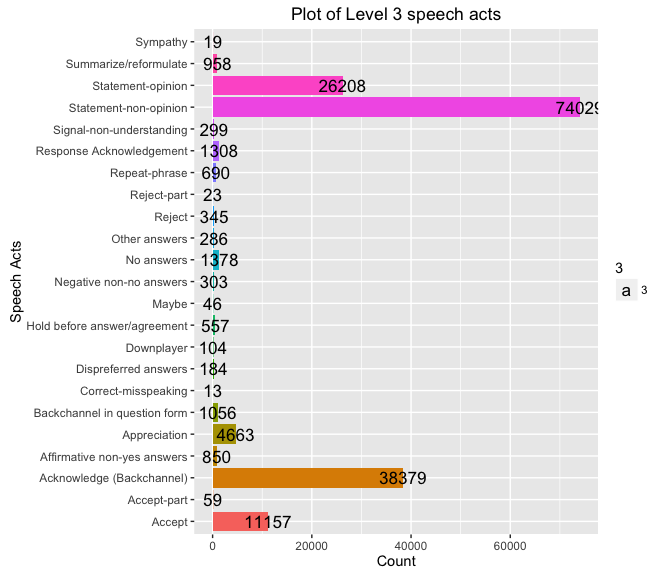 Plot of Level 3 speech acts
Speech Acts
Sympathy 19
Summarize/reformulate 958
Statement-opinion 26208
Statement-non-opinion 74029
Signal-non-understanding 299
Response Acknowledgement 1308
Repeat-phrase 690
Reject-part 23
Reject 345
Other answers 286
No answers 1378
Negative non-no answers 303
Maybe 46
Hold before answer/agreement 557
Downplayer 104
Dispreferred answers 184
Correct-misspeaking 13
Backchannel in question form 1056
Appreciation 4663
Affirmative non-yes answers 850
Acknowledge (Backchannel) 38379
Accept-part 59
Accept 11157
0 20000 40000 60000
Count
3
a 3